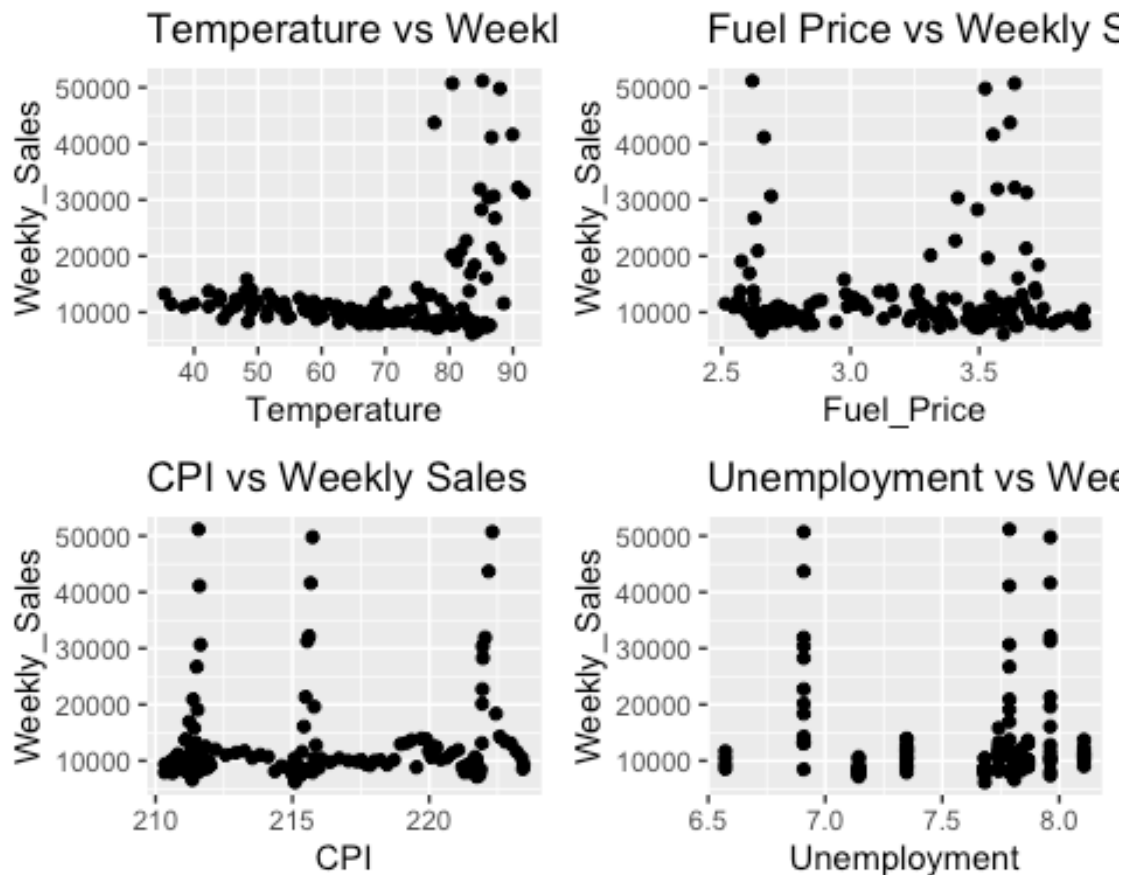 Temperature vs Weekl
50000
40000
30000
20000
10000
Weekly_Sales
40 50 60 70 80 90
Temperature
Fuel Price vs Weekly S
50000
40000
30000
20000
10000
Weekly_Sales
2.5 3.0 3.5
Fuel_Price
CPI vs Weekly Sales
50000
40000
30000
20000
10000
Weekly_Sales
210 215 220
CPI
Unemployment vs Wee
50000
40000
30000
20000
10000
Weekly_Sales
6.5 7.0 7.5 8.0
Unemployment